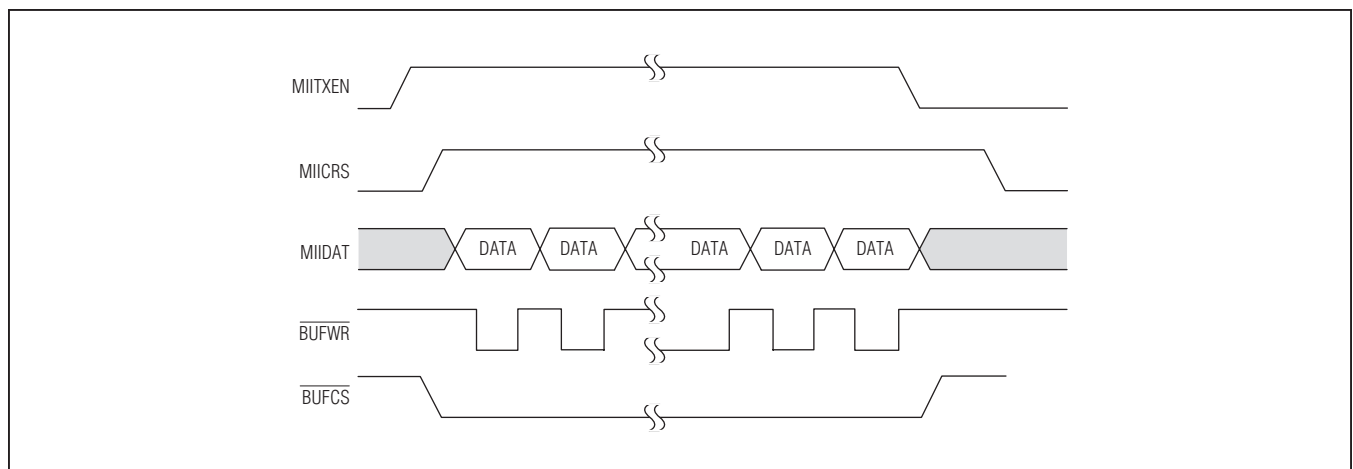 MIITXEN
MIICRS
MIIDAT DATA DATA DATA DATA DATA
BUFWR
BUFCS